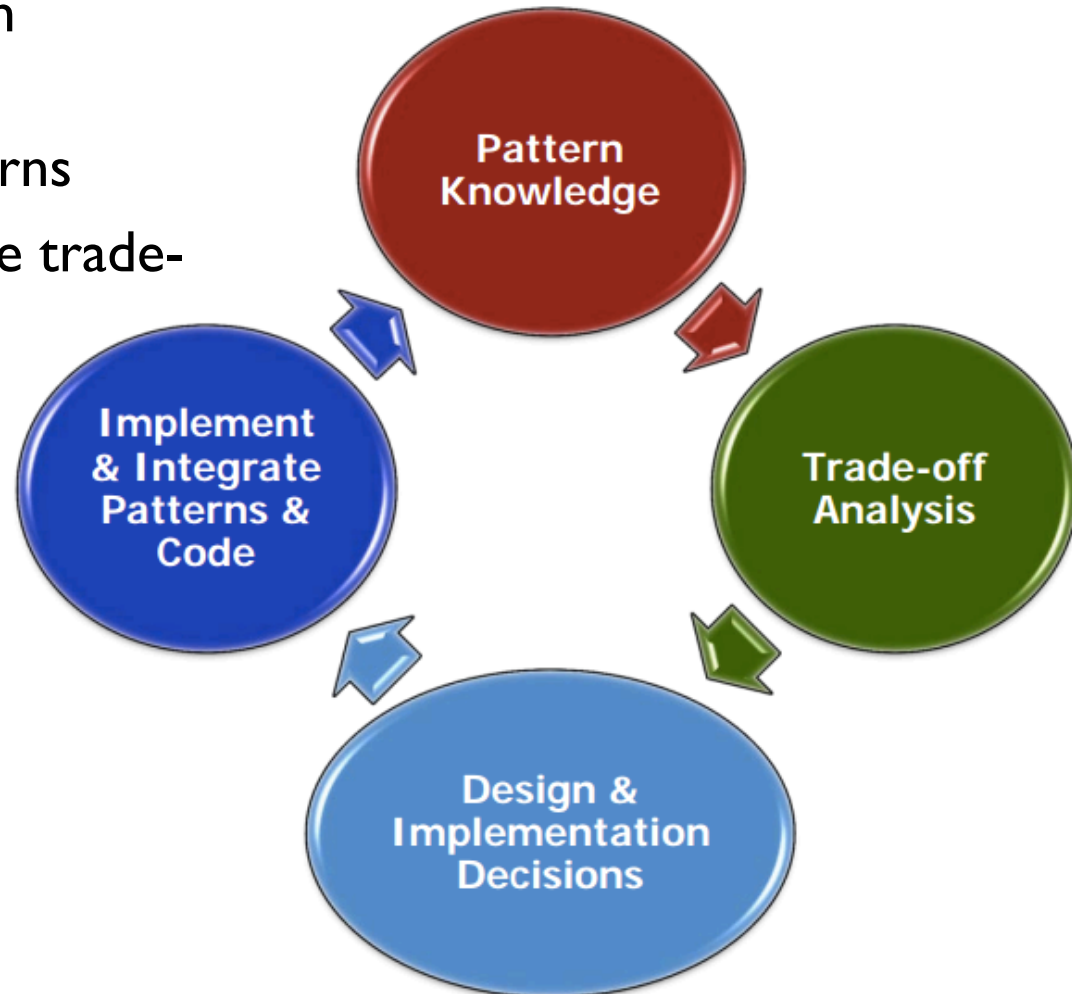 n
rns
e trade-
Pattern
Knowledge
Trade-off
Analysis
Design &
Implementation
Decisions
Implement
& Integrate
Patterns &
Code